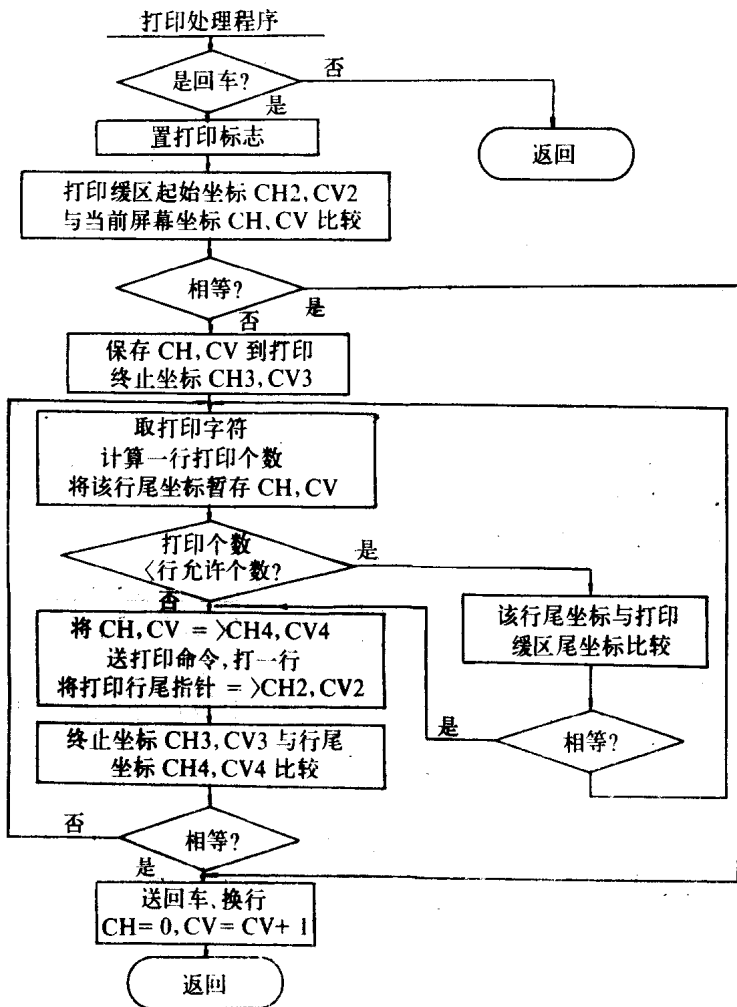 打印处理程序
是回车?
否
是
置打印标志
返回
打印缓区起始坐标 CH2, CV2
与当前屏幕坐标 CH、CV 比较
相等?
是
否
保存 CH, CV 到打印
终止坐标 CH3, CV3
取打印字符
计算一行打印个数
将该行尾坐标暂存 CH, CV
打印个数
<行允许个数?
是
否
该行尾坐标与打印
缓区尾坐标比较
将 CH, CV = >CH4, CV4
送打印命令,打一行
将打印行尾指针 = >CH2, CV2
是
相等?
终止坐标 CH3, CV3 与行尾
坐标 CH4, CV4 比较
否
相等?
是
送回车、换行
CH= 0, CV= CV+ 1
返回